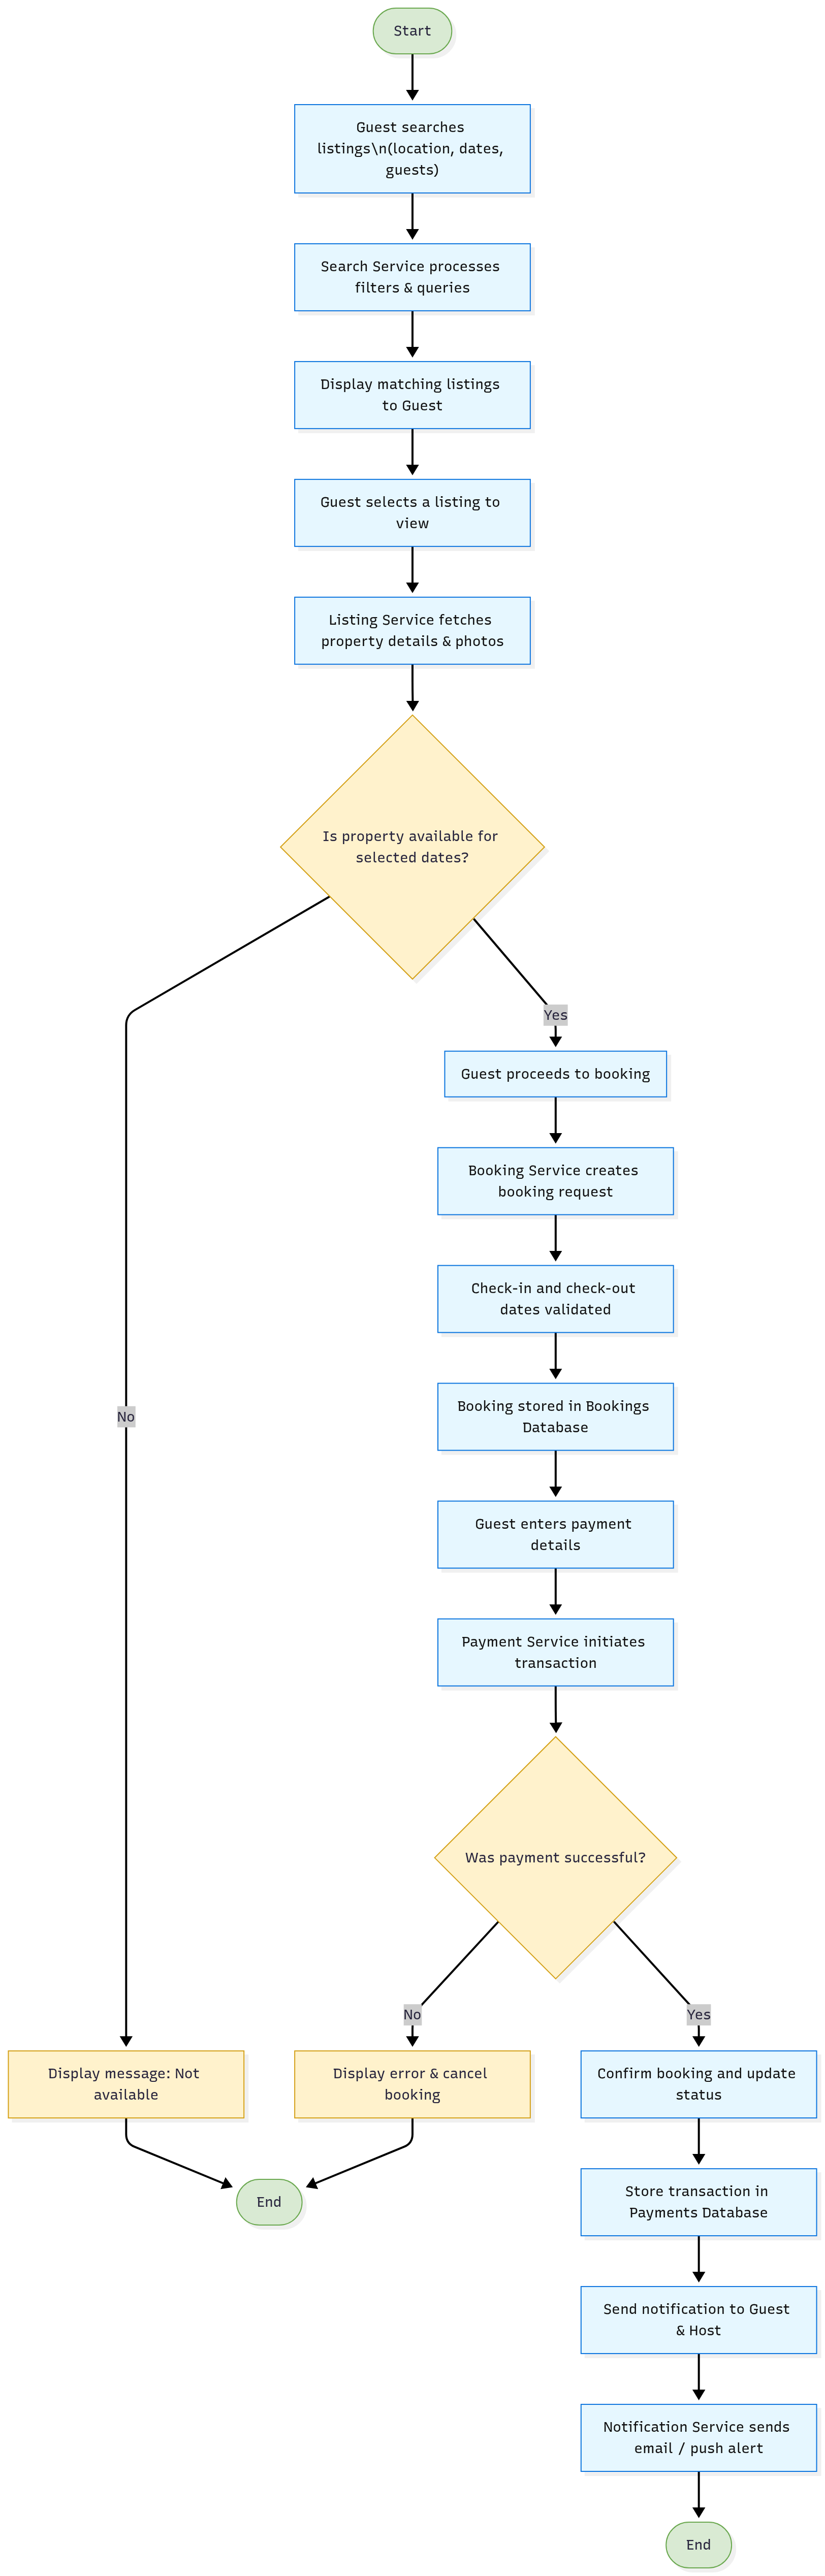 Start
Guest searches
listings\n(location, dates,
guests)
Search Service processes
filters & queries
Display matching listings
to Guest
Guest selects a listing to
view
Listing Service fetches
property details & photos
Is property available for
selected dates?
Yes
Guest proceeds to booking
Booking Service creates
booking request
Check-in and check-out
dates validated
Booking stored in Bookings
Database
No
Guest enters payment
details
Payment Service initiates
transaction
Was payment successful?
No
Yes
Display message: Not
available
Display error & cancel
booking
Confirm booking and update
status
End
Store transaction in
Payments Database
Send notification to Guest
& Host
Notification Service sends
email / push alert
End